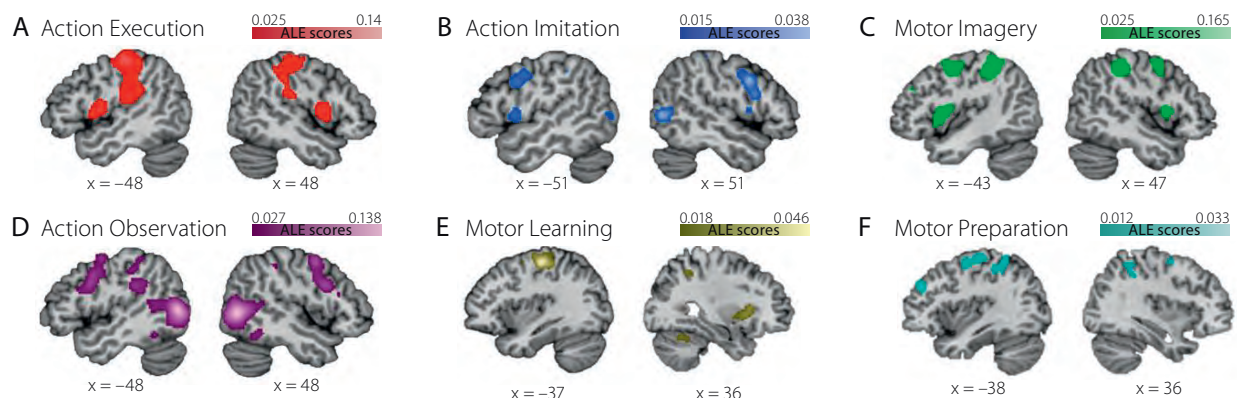 A Action Execution
0.025 0.14
ALE scores
x = –48
x = 48
B Action Imitation
0.015 0.038
ALE scores
x = –51
x = 51
C Motor Imagery
0.025 0.165
ALE scores
x = –43
x = 47
D Action Observation
0.027 0.138
ALE scores
x = –48
x = 48
E Motor Learning
0.018 0.046
ALE scores
x = –37
x = 36
F Motor Preparation
0.012 0.033
ALE scores
x = –38
x = 36